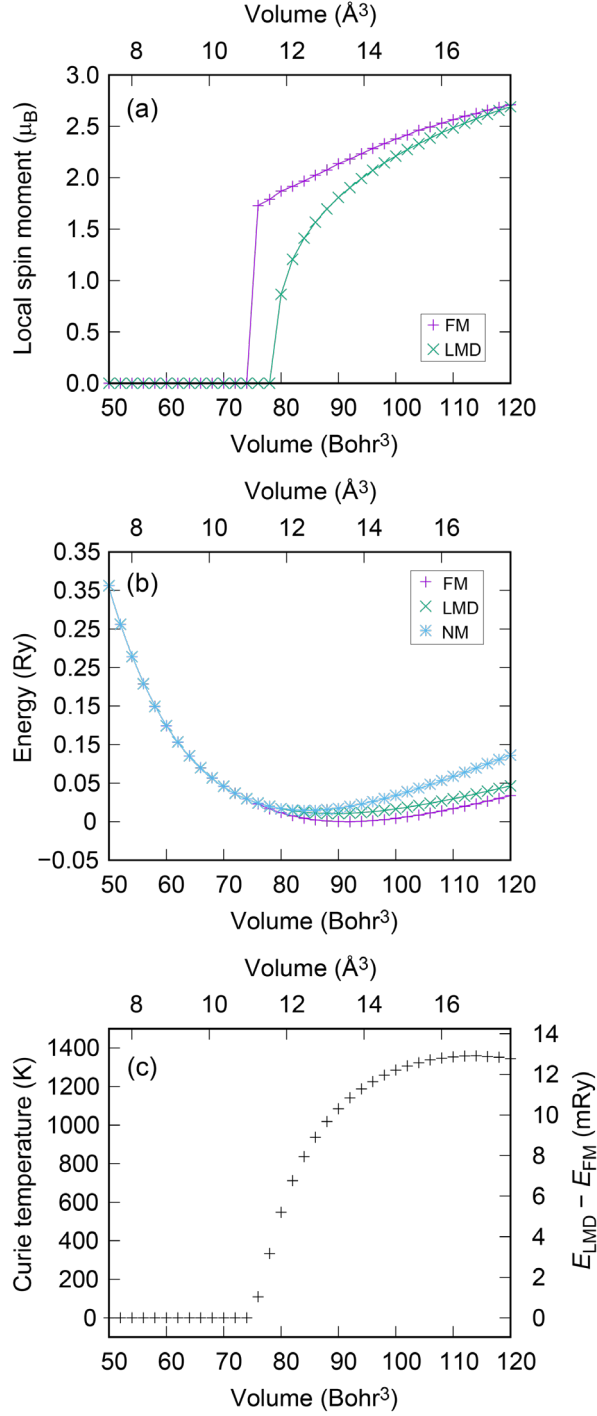 Volume (Å³)
8 10 12 14 16
3.0
2.5
2.0
1.5
1.0
0.5
0.0
Local spin moment (μB)
(a)
FM
LMD
50 60 70 80 90 100 110 120
Volume (Bohr³)
Volume (Å³)
8 10 12 14 16
0.35
0.35
0.25
0.25
0.15
0.15
0.05
0
−0.05
Energy (Ry)
(b)
FM
LMD
NM
50 60 70 80 90 100 110 120
Volume (Bohr³)
Volume (Å³)
8 10 12 14 16
1400
1200
1000
800
600
400
200
0
Curie temperature (K)
(c)
14
12
10
8
6
4
2
0
ELMD − EFM (mRy)
50 60 70 80 90 100 110 120
Volume (Bohr³)